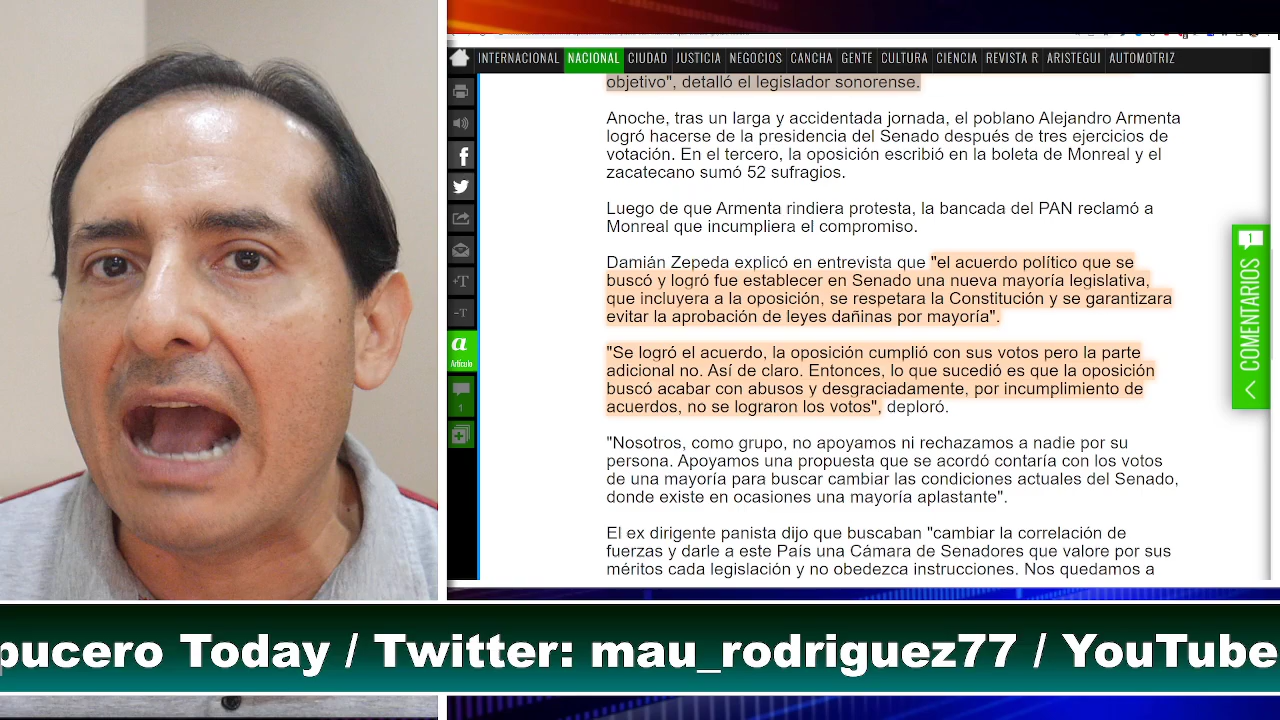 INTERNACIONAL NACIONAL CIUDAD JUSTICIA NEGOCIOS CANCHA GENTE CULTURA CIENCIA REVISTA R ARISTEGUI AUTOMOTRIZ
objetivo", detalló el legislador sonorense.
Anoche, tras un larga y accidentada jornada, el poblano Alejandro Armenta
logró hacerse de la presidencia del Senado después de tres ejercicios de
votación. En el tercero, la oposición escribió en la boleta de Monreal y el
zacatecano sumó 52 sufragios.
Luego de que Armenta rindiera protesta, la bancada del PAN reclamó a
Monreal que incumpliera el compromiso.
Damián Zepeda explicó en entrevista que "el acuerdo político que se
buscó y logró fue establecer en Senado una nueva mayoría legislativa,
que incluyera a la oposición, se respetara la Constitución y se garantizara
evitar la aprobación de leyes dañinas por mayoría".
"Se logró el acuerdo, la oposición cumplió con sus votos pero la parte
adicional no. Así de claro. Entonces, lo que sucedió es que la oposición
buscó acabar con abusos y desgraciadamente, por incumplimiento de
acuerdos, no se lograron los votos", deploró.
"Nosotros, como grupo, no apoyamos ni rechazamos a nadie por su
persona. Apoyamos una propuesta que se acordó contaría con los votos
de una mayoría para buscar cambiar las condiciones actuales del Senado,
donde existe en ocasiones una mayoría aplastante".
El ex dirigente panista dijo que buscaban "cambiar la correlación de
fuerzas y darle a este País una Cámara de Senadores que valore por sus
méritos cada legislación y no obedezca instrucciones. Nos quedamos a
+T
-T
a
Artículo
1
1
COMENTARIOS
pucero Today / Twitter: mau_rodriguez77 / YouTube